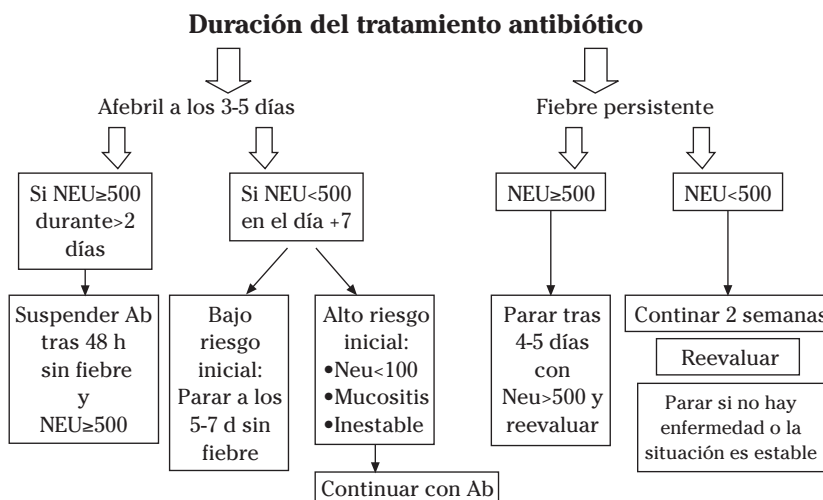 Duración del tratamiento antibiótico
Afebril a los 3-5 días
Fiebre persistente
Si NEU≥500
durante>2
días
Si NEU<500
en el día +7
NEU≥500
NEU<500
Suspender Ab
tras 48 h
sin fiebre
y
NEU≥500
Bajo
riesgo
inicial:
Parar a los
5-7 d sin
fiebre
Alto riesgo
inicial:
•Neu<100
•Mucositis
•Inestable
Continuar con Ab
Parar tras
4-5 días
con
Neu>500 y
reevaluar
Continar 2 semanas
Reevaluar
Parar si no hay
enfermedad o la
situación es estable